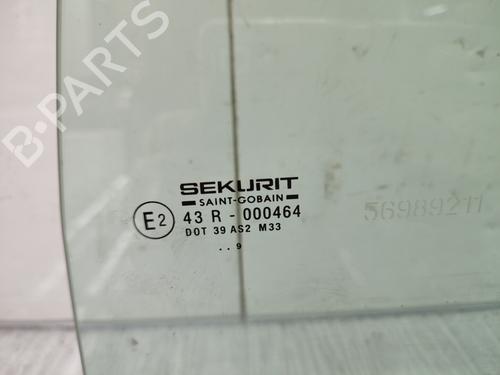 B-PARTS
SEKURIT
SAINT-GOBAIN
E2 43 R - 000464
DOT 39 AS2 M33
.. 9
56989211